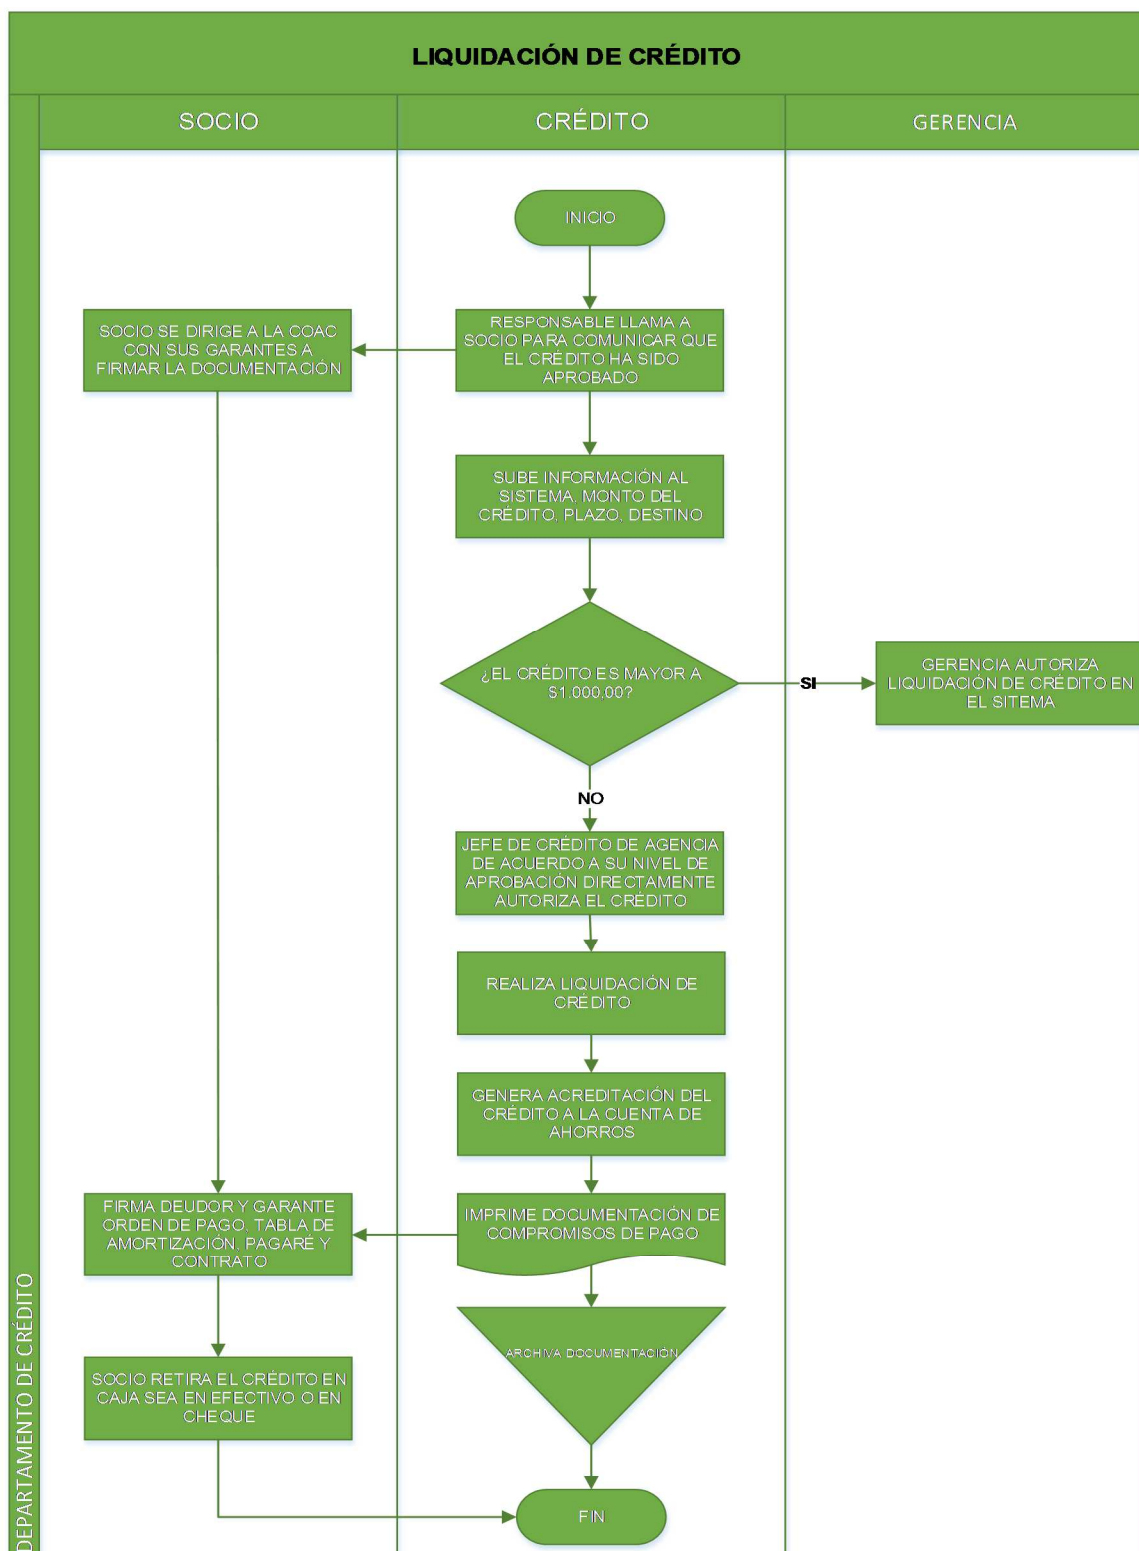 LIQUIDACIÓN DE CRÉDITO
SOCIO
CRÉDITO
GERENCIA
INICIO
SOCIO SE DIRIGE A LA COAC
CON SUS GARANTES A
FIRMAR LA DOCUMENTACIÓN
RESPONSABLE LLAMA A
SOCIO PARA COMUNICAR QUE
EL CRÉDITO HA SIDO
APROBADO
SUBE INFORMACIÓN AL
SISTEMA, MONTO DEL
CRÉDITO, PLAZO, DESTINO
¿EL CRÉDITO ES MAYOR A
$1.000,00?
SI
GERENCIA AUTORIZA
LIQUIDACIÓN DE CRÉDITO EN
EL SITEMA
NO
JEFE DE CRÉDITO DE AGENCIA
DE ACUERDO A SU NIVEL DE
APROBACIÓN DIRECTAMENTE
AUTORIZA EL CRÉDITO
REALIZA LIQUIDACIÓN DE
CRÉDITO
GENERA ACREDITACIÓN DEL
CRÉDITO A LA CUENTA DE
AHORROS
FIRMA DEUDOR Y GARANTE
ORDEN DE PAGO, TABLA DE
AMORTIZACIÓN, PAGARÉ Y
CONTRATO
IMPRIME DOCUMENTACIÓN DE
COMPROMISOS DE PAGO
ARCHIVA DOCUMENTACIÓN
SOCIO RETIRA EL CRÉDITO EN
CAJA SEA EN EFECTIVO O EN
CHEQUE
FIN
DEPARTAMENTO DE CRÉDITO